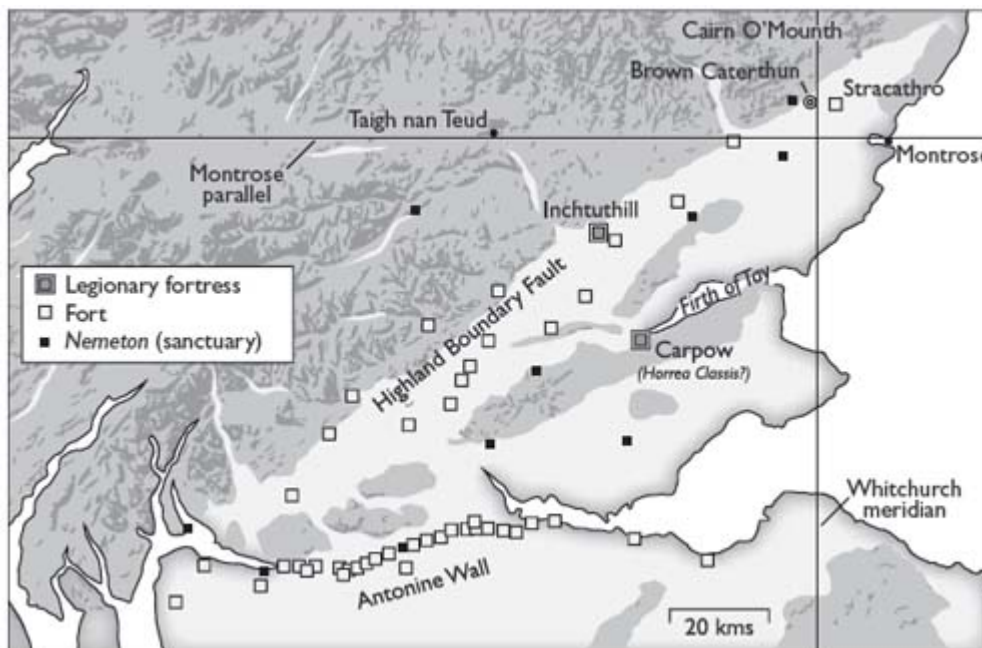 Cairn O'Mounth
Brown Caterthun
Stracathro
Taigh nan Teud
Montrose
parallel
Montrose
Inchtuthill
Legionary fortress
Fort
Nemeton (sanctuary)
Highland Boundary Fault
Firth of Tay
Carpow
(Horrea Classis?)
Whitchurch
meridian
Antonine Wall
20 kms